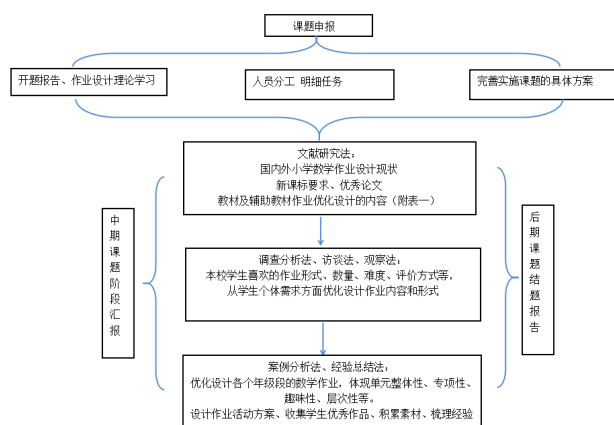 课题申报
开题报告、作业设计理论学习
人员分工 明细任务
完善实施课题的具体方案
文献研究法：
国内外小学数学作业设计现状
新课标要求、优秀论文
教材及辅助教材作业优化设计的内容（附表一）
中
期
课
题
阶
段
汇
报
后
期
课
题
结
题
报
告
调查分析法、访谈法、观察法：
本校学生喜欢的作业形式、数量、难度、评价方式等，
从学生个体需求方面优化设计作业内容和形式
案例分析法、经验总结法：
优化设计各个年级段的数学作业，体现单元整体性、专项性、
趣味性、层次性等。
设计作业活动方案、收集学生优秀作品、积累素材、梳理经验